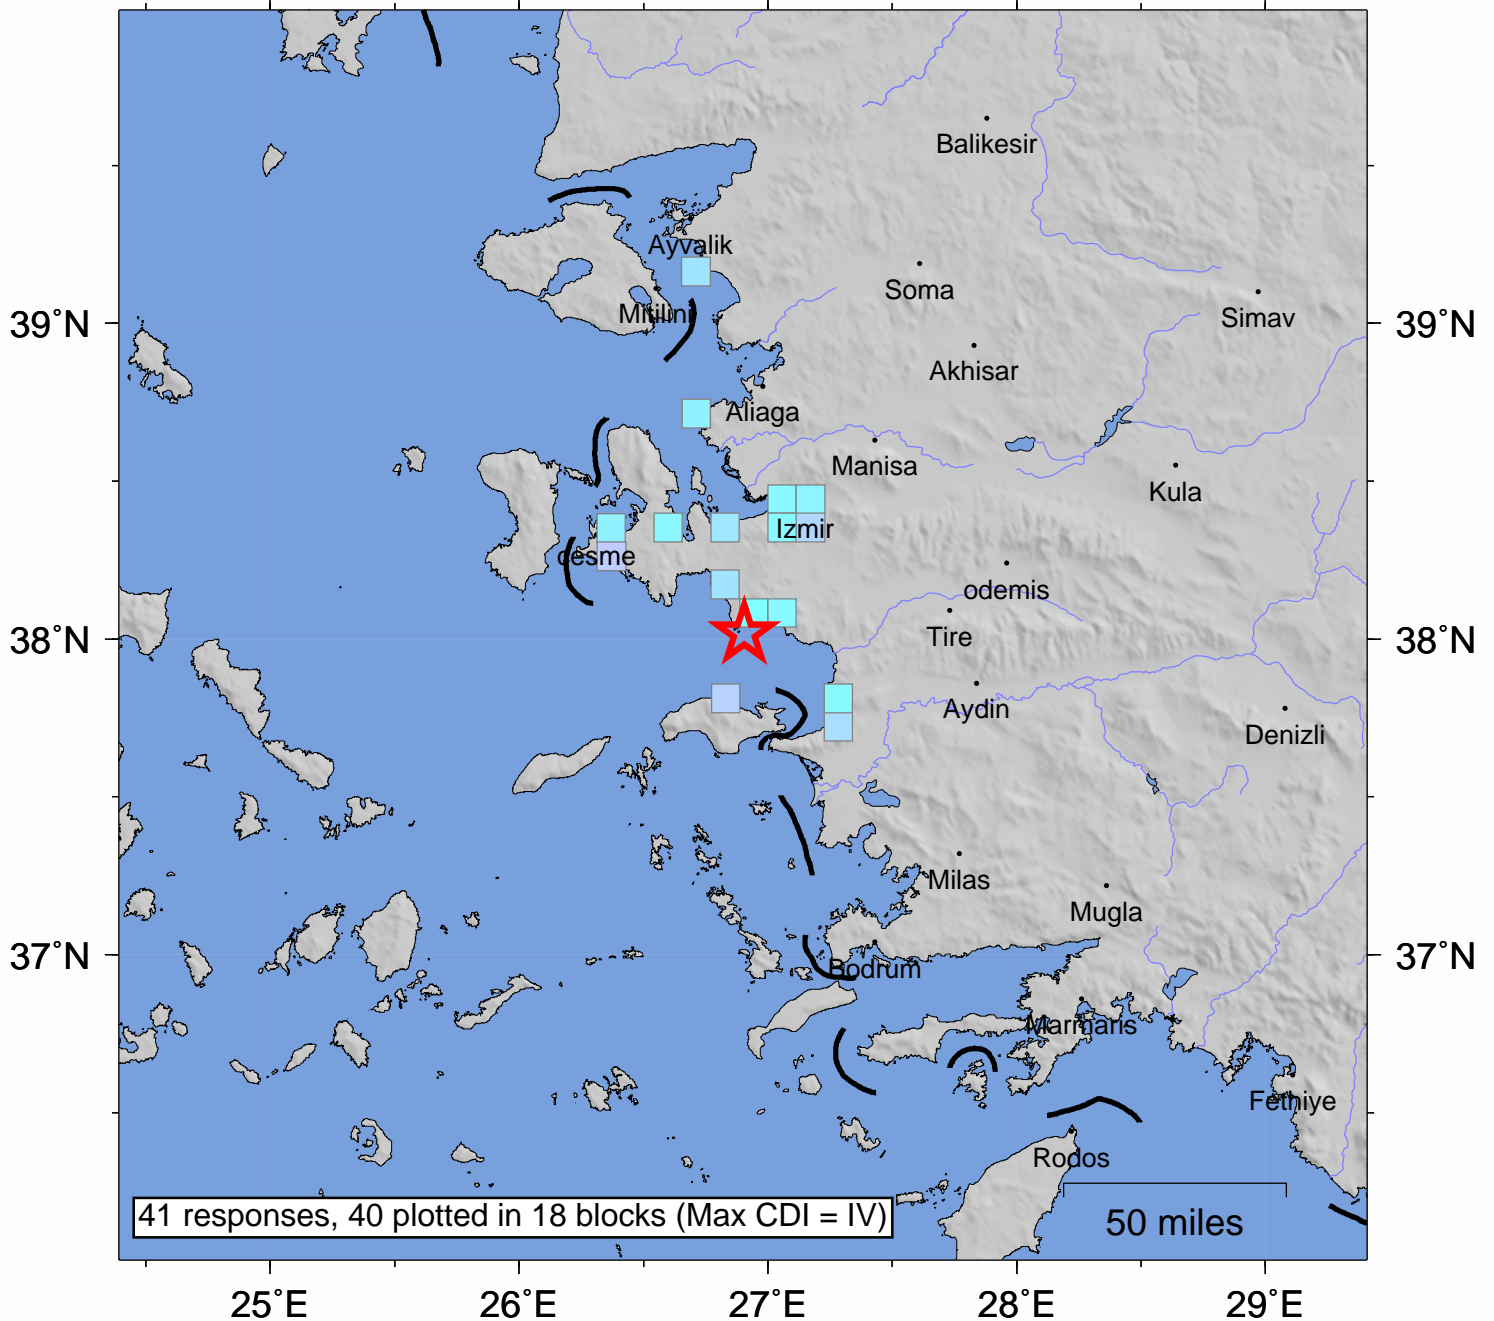 Balikesir
Ayvalik
Soma
Mitilini
Simav
39°N
39°N
Akhisar
Aliaga
Manisa
Kula
Izmir
cesme
odemis
38°N
Tire
38°N
Aydin
Denizli
Milas
Mugla
37°N
Bodrum
37°N
Marmaris
Fethiye
Rodos
41 responses, 40 plotted in 18 blocks (Max CDI = IV)
50 miles
25°E 26°E 27°E 28°E 29°E